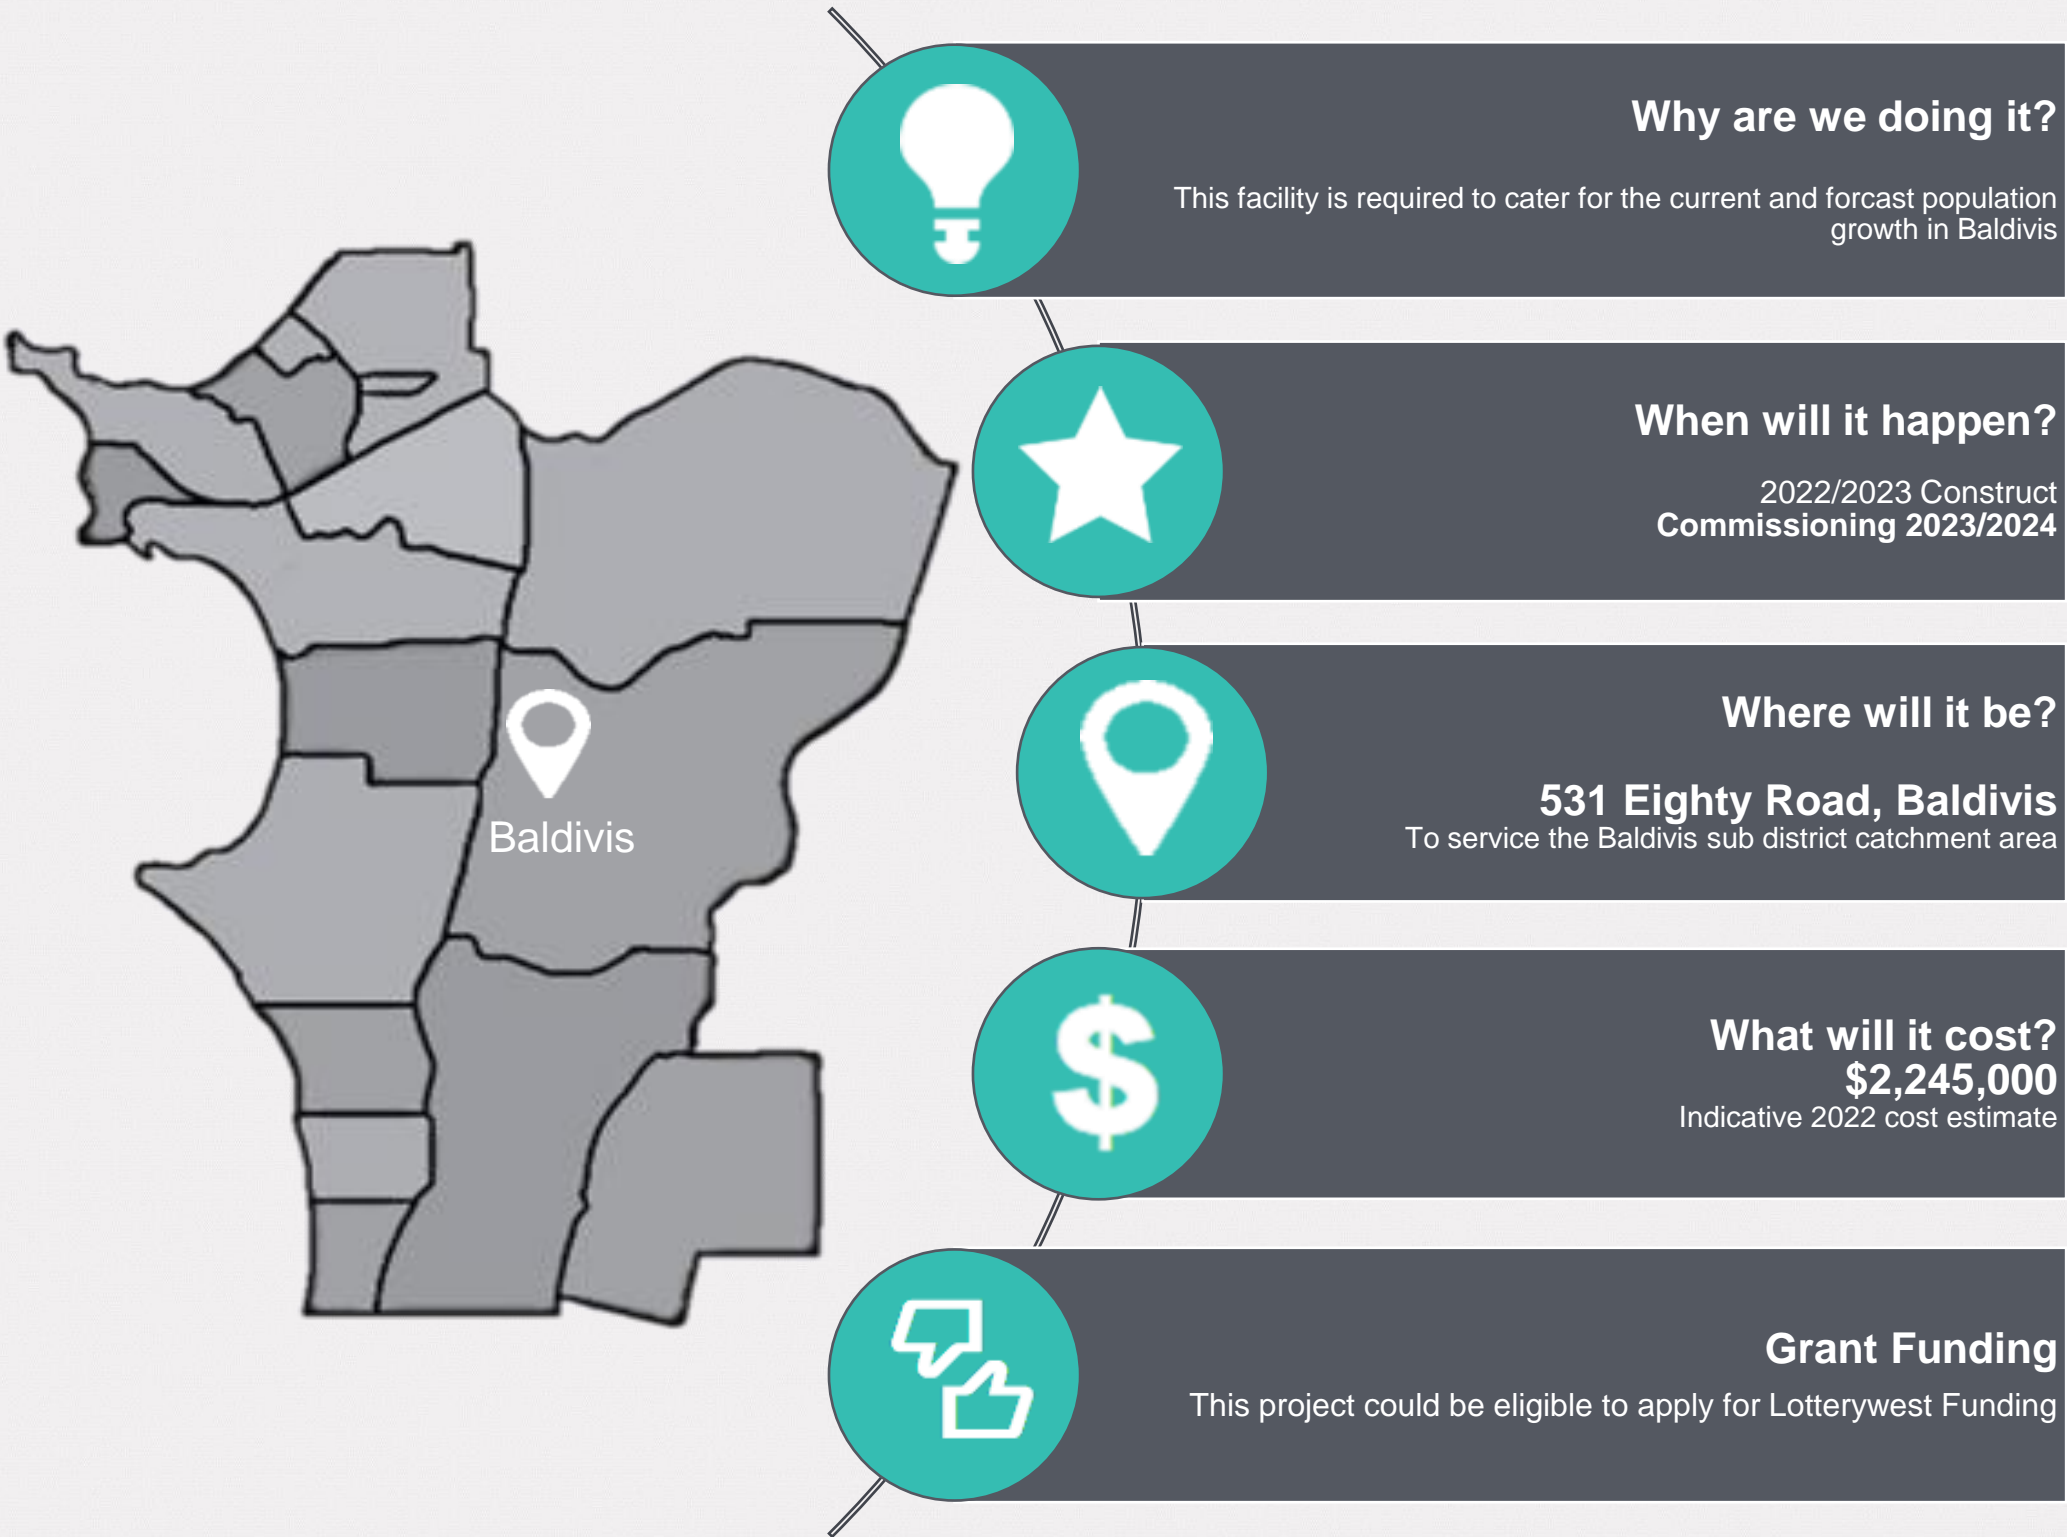 Why are we doing it?
This facility is required to cater for the current and forcast population
growth in Baldivis
When will it happen?
2022/2023 Construct
Commissioning 2023/2024
Where will it be?
531 Eighty Road, Baldivis
To service the Baldivis sub district catchment area
Baldivis
What will it cost?
$2,245,000
Indicative 2022 cost estimate
Grant Funding
This project could be eligible to apply for Lotterywest Funding